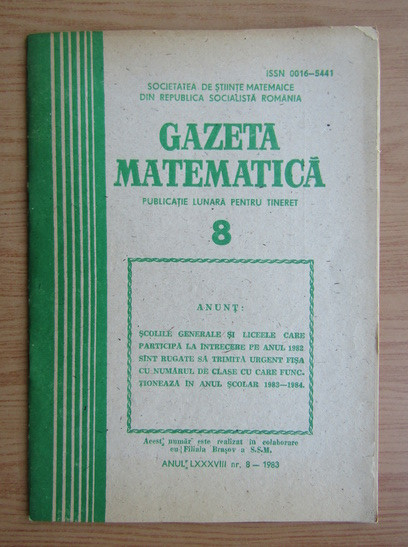 ISSN 0016-5441
SOCIETATEA DE ȘTIINȚE MATEMAICE
DIN REPUBLICA SOCIALISTĂ ROMÂNIA
GAZETA
MATEMATICĂ
PUBLICAȚIE LUNARĂ PENTRU TINERET
8
ANUNȚ:
ȘCOLILE GENERALE ȘI LICEELE CARE
PARTICIPĂ LA ÎNTRECERE PE ANUL 1983
SÎNT RUGATE SĂ TRIMITĂ URGENT FIȘA
CU NUMĂRUL DE CLASE CU CARE FUNC-
ȚIONEAZĂ ÎN ANUL ȘCOLAR 1983—1984.
Acest număr este realizat în colaborare
cu Filiala Brașov a S.S.M.
ANUL LXXXVIII nr. 8 — 1983